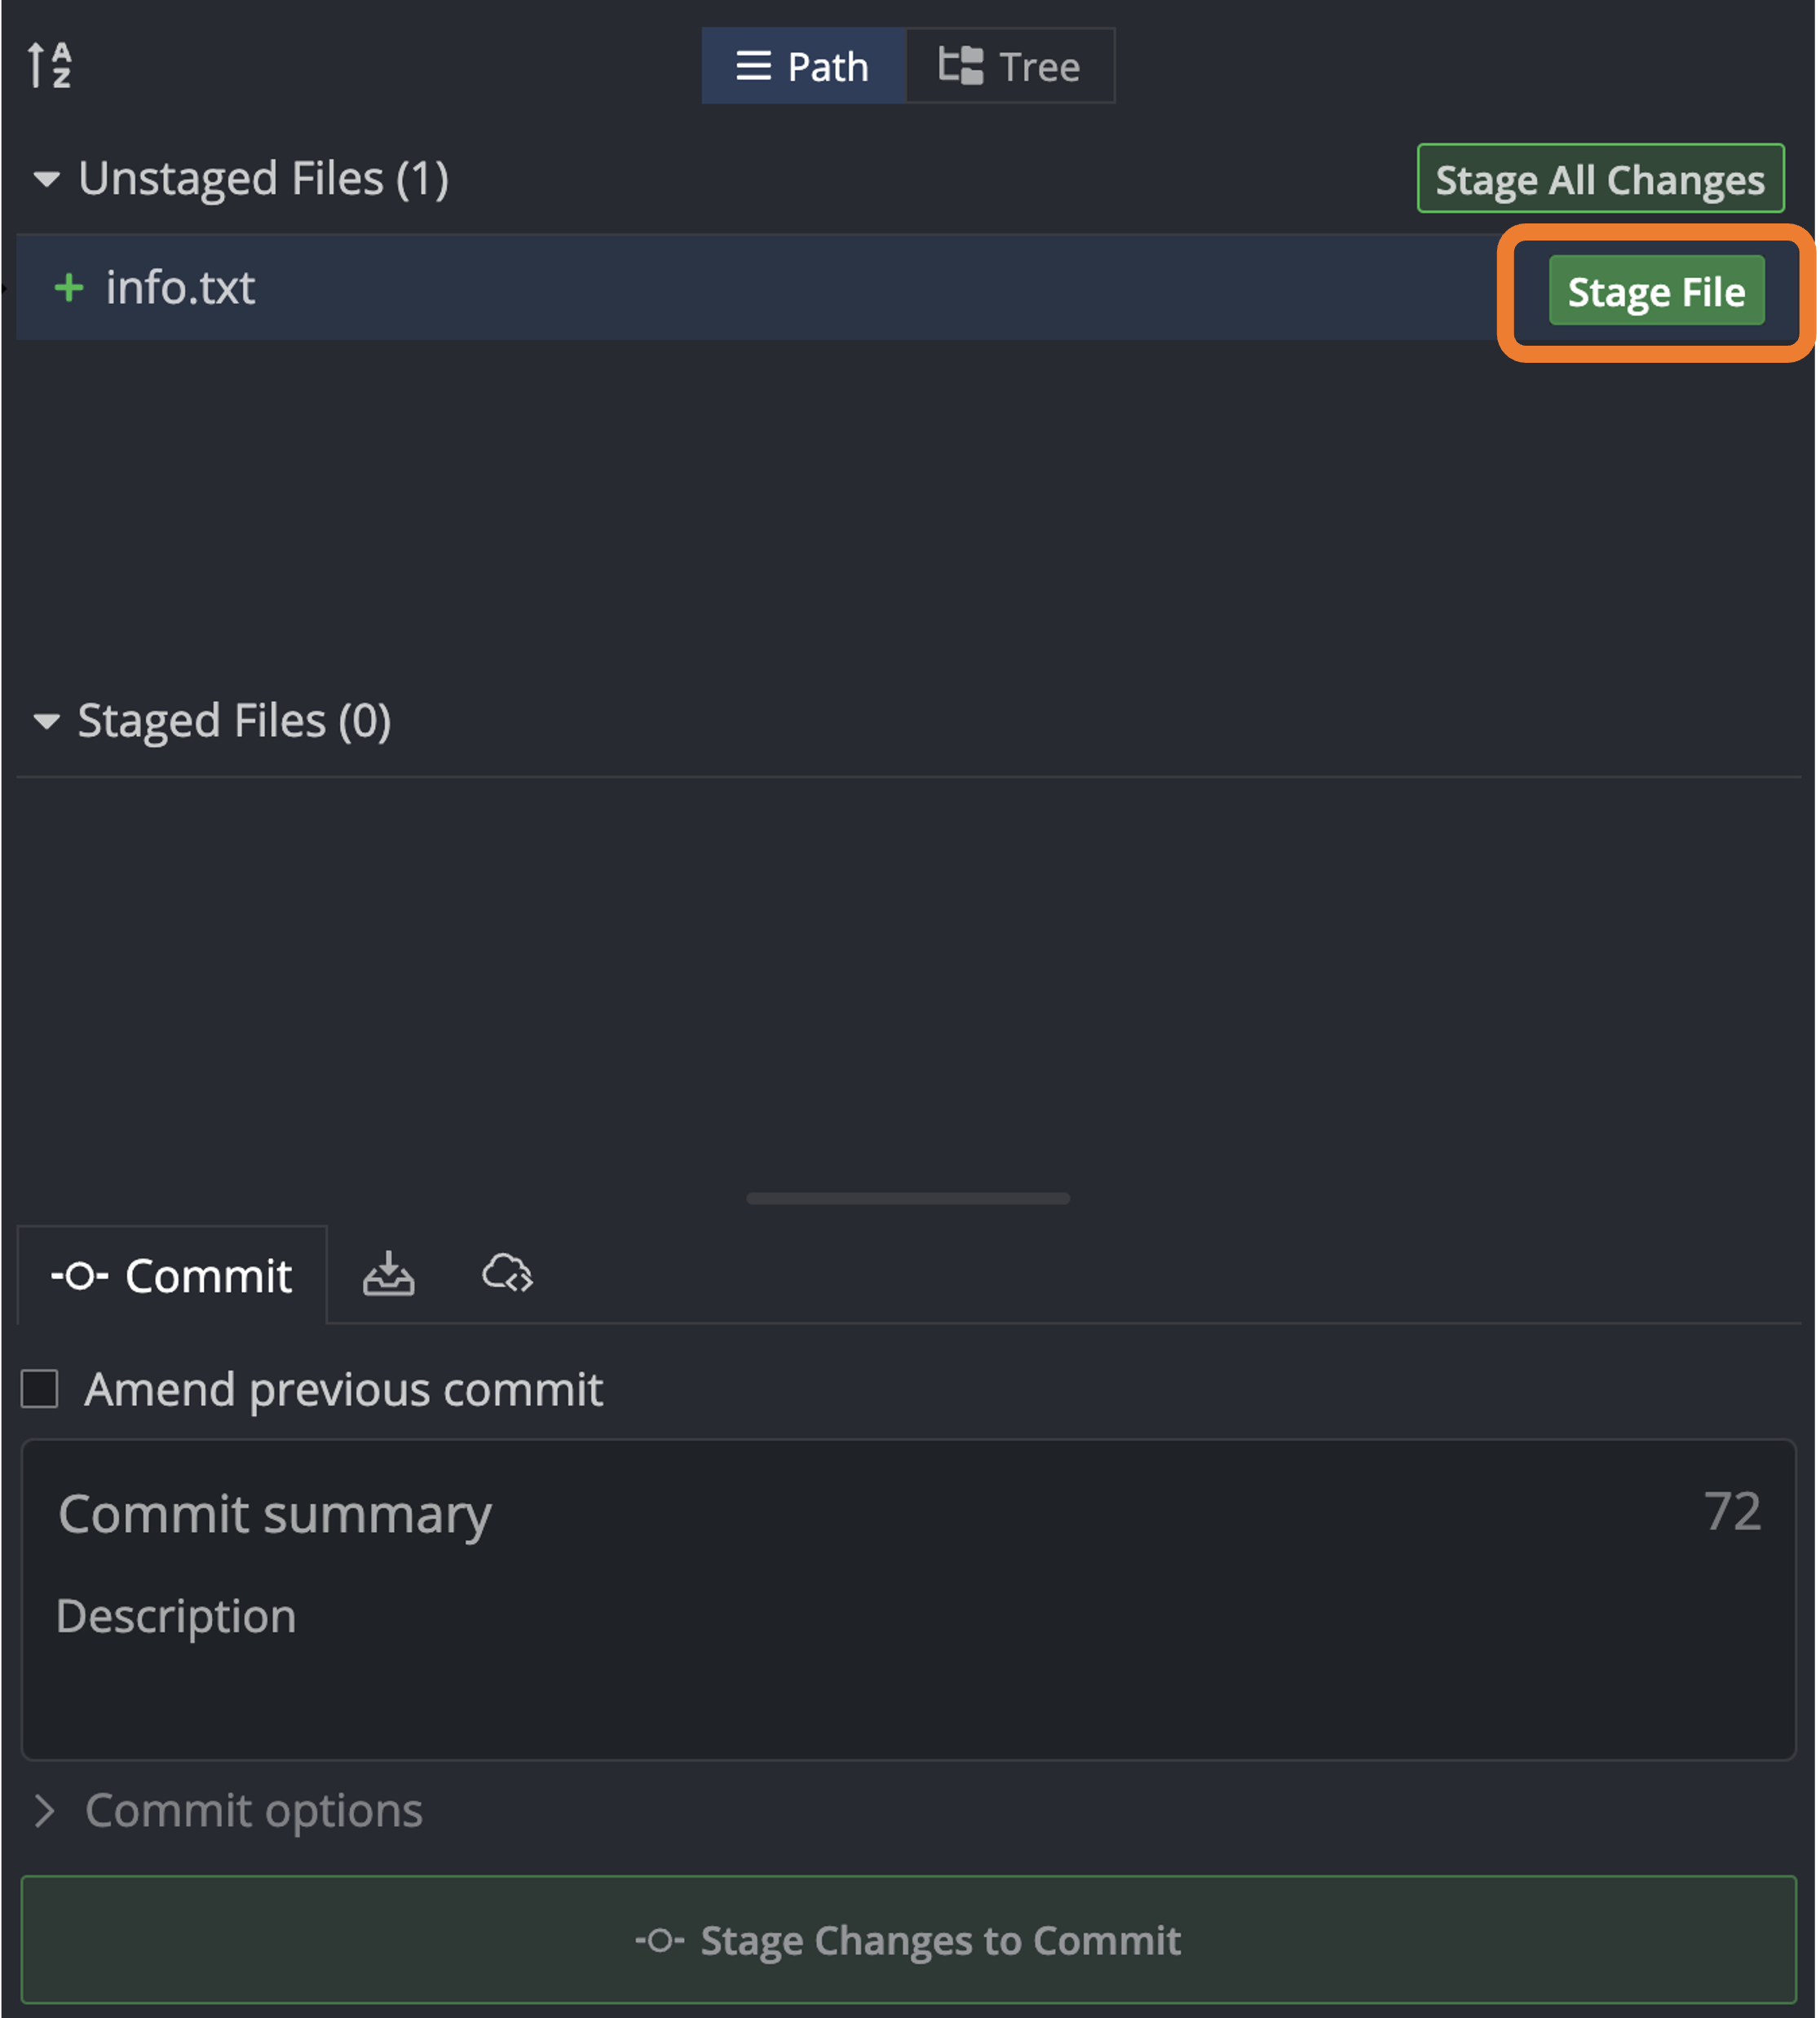 A
Z
Path
Tree
Unstaged Files (1)
Stage All Changes
info.txt
Stage File
Staged Files (0)
Commit
Amend previous commit
Commit summary
72
Description
Commit options
Stage Changes to Commit